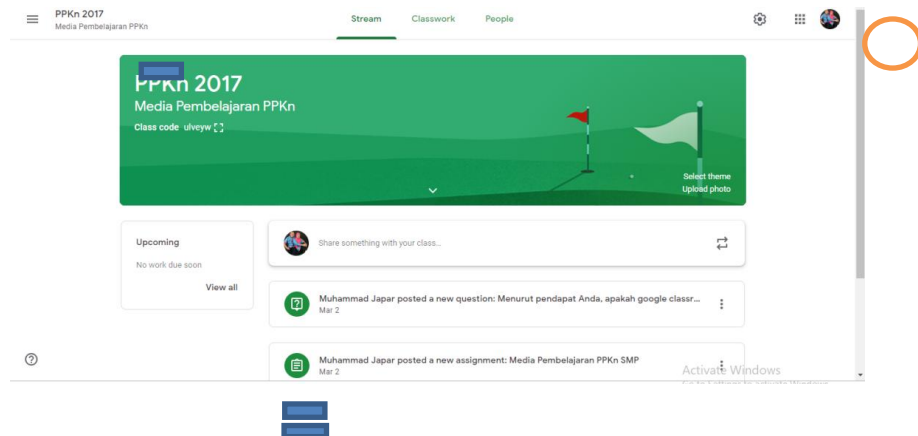 PPKn 2017
Media Pembelajaran PPKn
Stream Classwork People
PPKn 2017
Media Pembelajaran PPKn
Class code ulveyw
Select theme
Upload photo
Upcoming
No work due soon
View all
Share something with your class...
Muhammad Japar posted a new question: Menurut pendapat Anda, apakah google classr...
Mar 2
Muhammad Japar posted a new assignment: Media Pembelajaran PPKn SMP
Mar 2
Activate Windows